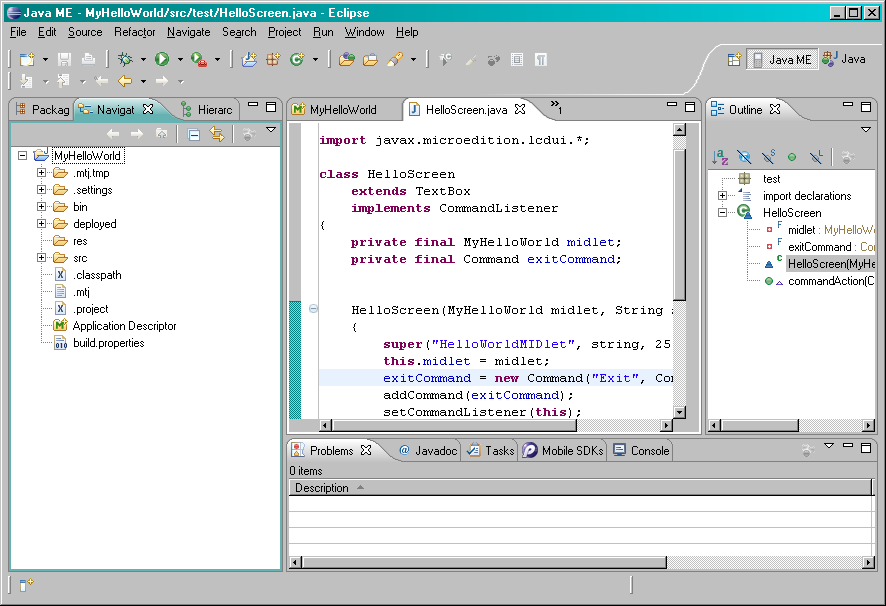 Java ME - MyHelloWorld/src/test/HelloScreen.java - Eclipse
File Edit Source Refactor Navigate Search Project Run Window Help
Java ME Java
Packag Navigat Hierarc
MyHelloWorld
.mtj.tmp
.settings
bin
deployed
res
src
.classpath
.mtj
.project
Application Descriptor
build.properties
MyHelloWorld HelloScreen.java »1
import javax.microedition.lcdui.*;
class HelloScreen
extends TextBox
implements CommandListener
{
private final MyHelloWorld midlet;
private final Command exitCommand;
HelloScreen(MyHelloWorld midlet, String
{
super("HelloWorldMIDlet", string, 25
this.midlet = midlet;
exitCommand = new Command("Exit", Co
addCommand(exitCommand);
setCommandListener(this);
Outline
test
import declarations
HelloScreen
midlet : MyHelloW
exitCommand : Co
HelloScreen(MyHe
commandAction(C
Problems Javadoc Tasks Mobile SDKs Console
0 items
Description